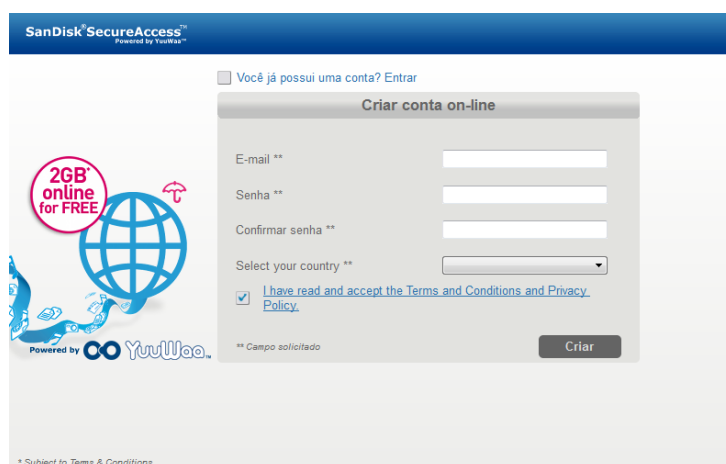 SanDisk®SecureAccess™
Powered by YuuWaa™
Você já possui uma conta? Entrar
Criar conta on-line
E-mail **
Senha **
Confirmar senha **
Select your country **
I have read and accept the Terms and Conditions and Privacy
Policy.
** Campo solicitado
Criar
2GB*
online
for FREE
Powered by YuuWaa™
* Subject to Terms & Conditions